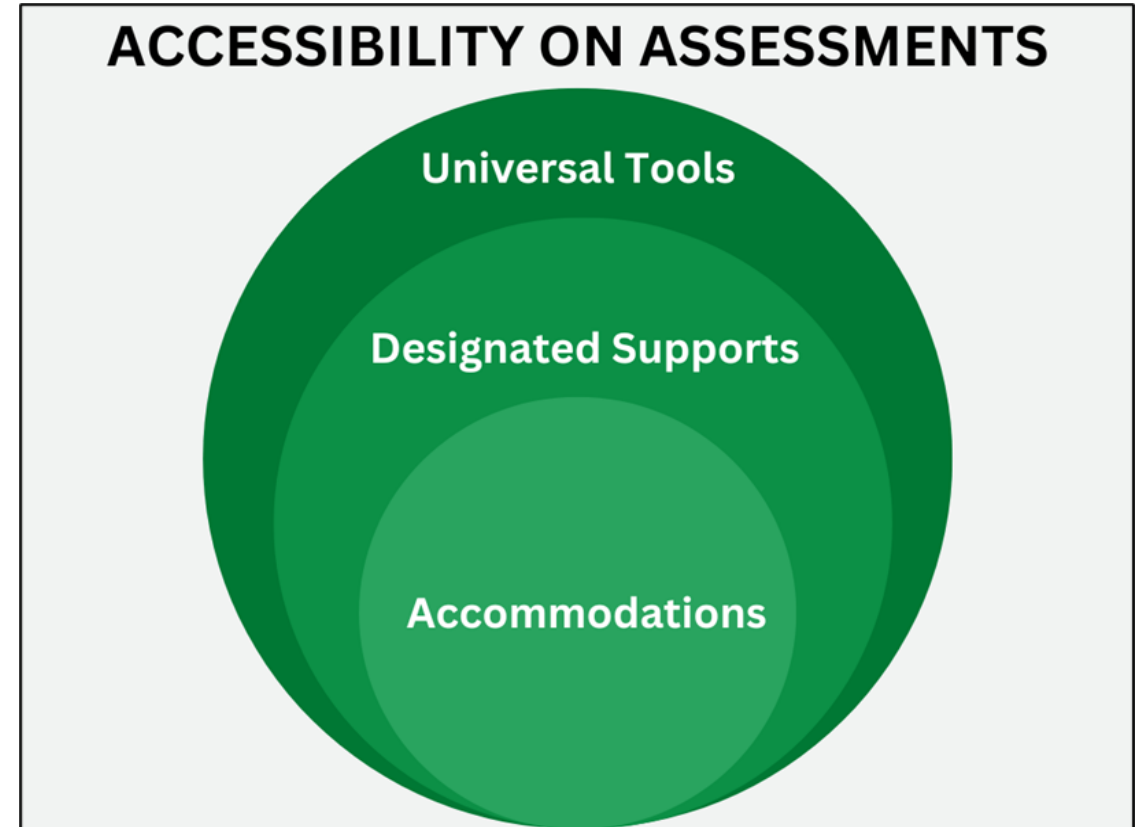 ACCESSIBILITY ON ASSESSMENTS
Universal Tools
Designated Supports
Accommodations